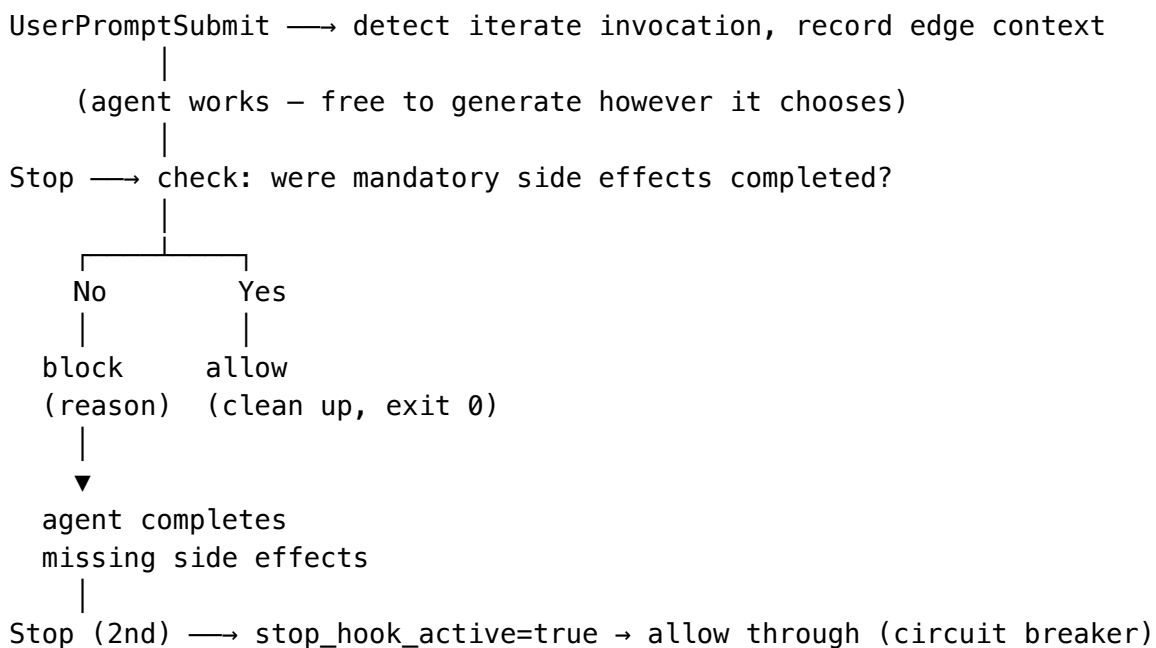 UserPromptSubmit ──→ detect iterate invocation, record edge context
(agent works — free to generate however it chooses)
Stop ──→ check: were mandatory side effects completed?
No Yes
block allow
(reason) (clean up, exit 0)
agent completes
missing side effects
Stop (2nd) ──→ stop_hook_active=true → allow through (circuit breaker)